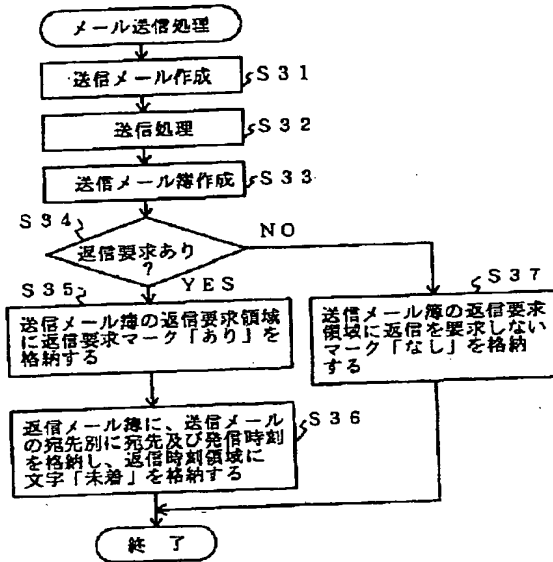 メール送信処理
送信メール作成
S31
送信処理
S32
送信メール簿作成
S33
S34
返信要求あり
?
NO
YES
S35
送信メール簿の返信要求領域
に返信要求マーク「あり」を
格納する
S37
送信メール簿の返信要求
領域に返信を要求しない
マーク「なし」を格納
する
返信メール簿に、送信メール
の宛先別に宛先及び発信時刻
を格納し、返信時刻領域に
文字「未着」を格納する
S36
終了